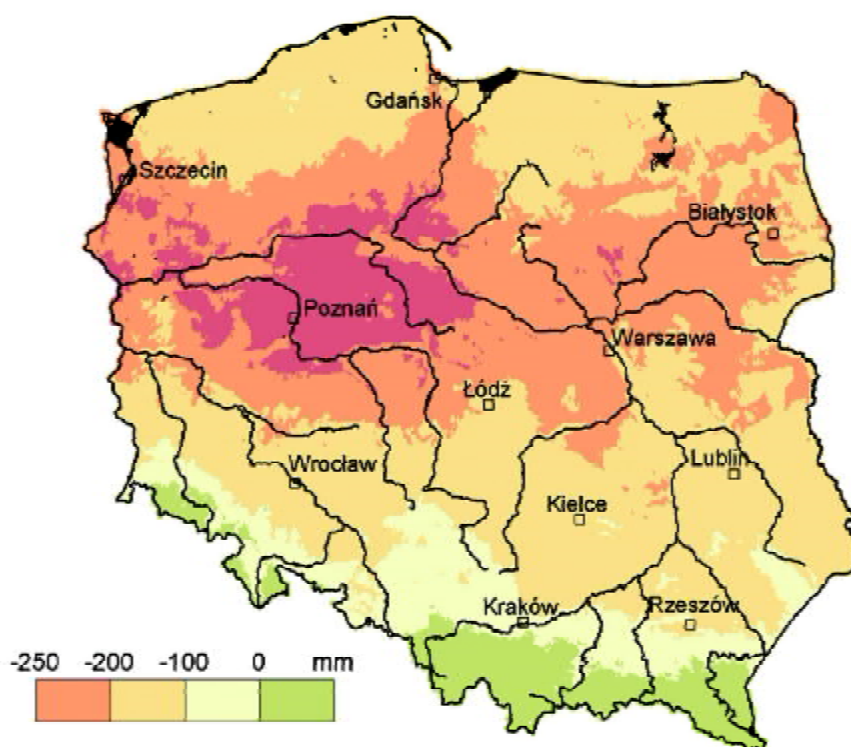 Gdańsk
Szczecin
Białystok
Poznań
Warszawa
Łódź
Wrocław
Lublin
Kielce
Kraków
Rzeszów
-250 -200 -100 0 mm